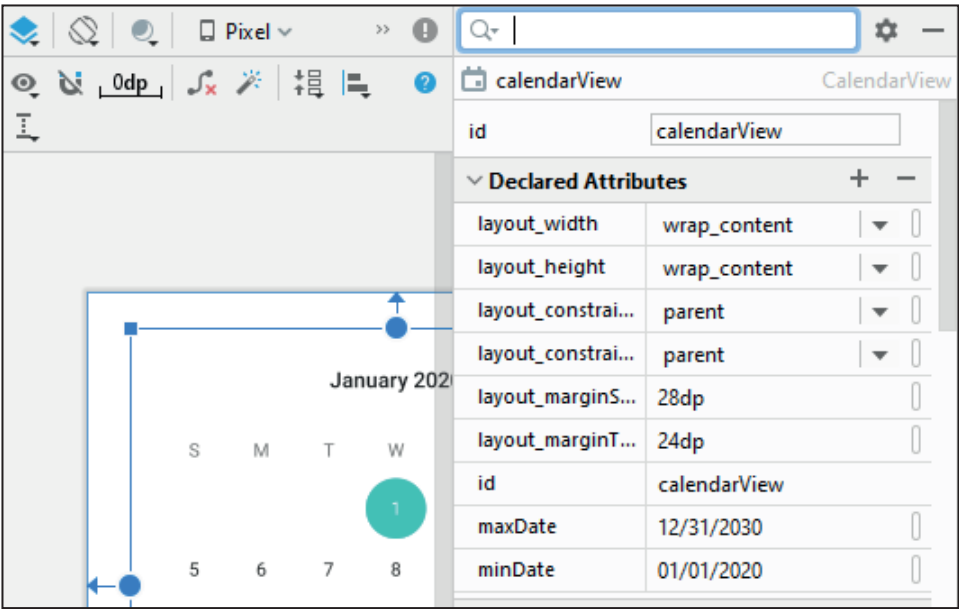 Pixel
0dp
January 202
S M T W
1
5 6 7 8
calendarView CalendarView
id calendarView
Declared Attributes
layout_width wrap_content
layout_height wrap_content
layout_constrai... parent
layout_constrai... parent
layout_marginS... 28dp
layout_marginT... 24dp
id calendarView
maxDate 12/31/2030
minDate 01/01/2020